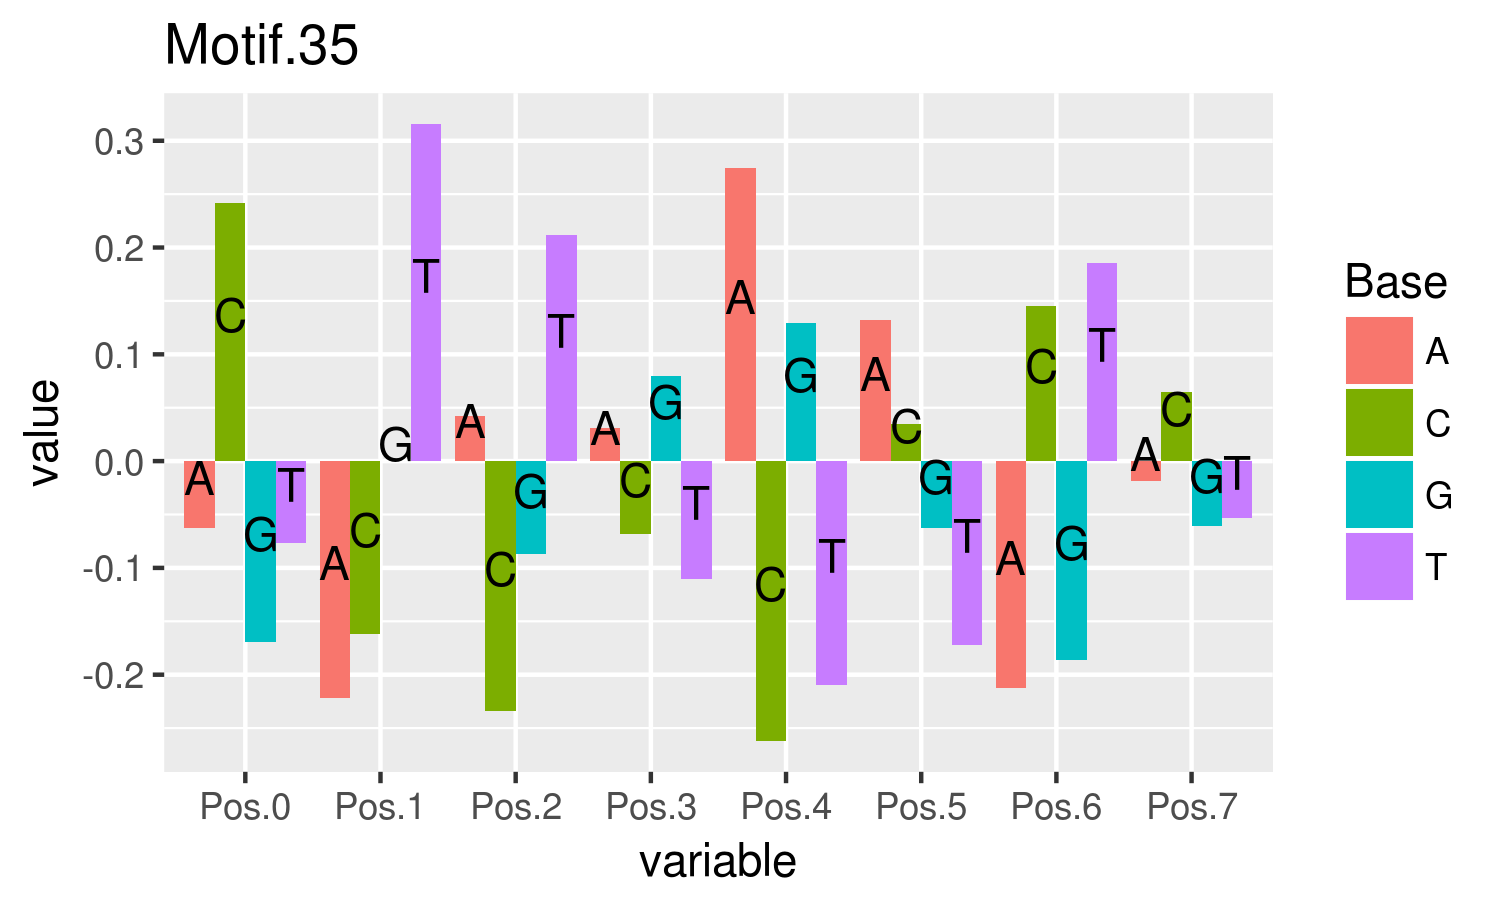 Motif.35
0.3
0.2
0.1
0.0
-0.1
-0.2
value
A C G T
A C G T
A C G T
A C G T
A C G T
A C G T
A C G T
A C G T
Pos.0 Pos.1 Pos.2 Pos.3 Pos.4 Pos.5 Pos.6 Pos.7
variable
Base
A
C
G
T